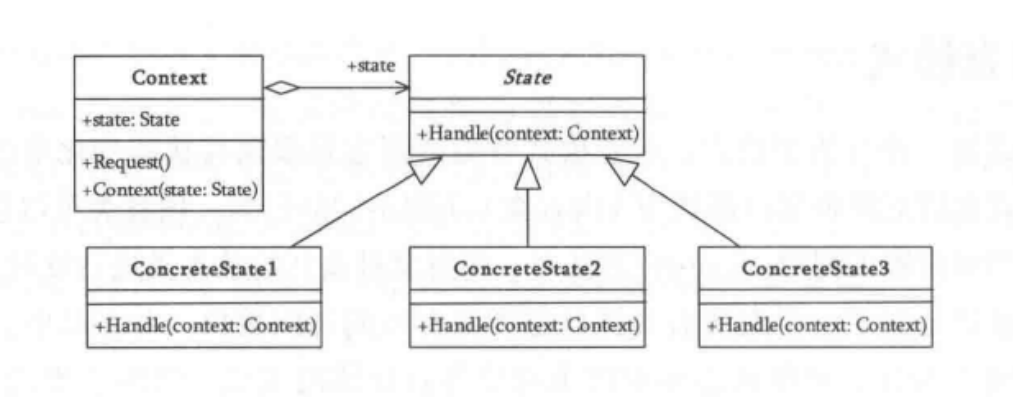 Context
+state: State
+Request()
+Context(state: State)
+state
State
+Handle(context: Context)
ConcreteState1
+Handle(context: Context)
ConcreteState2
+Handle(context: Context)
ConcreteState3
+Handle(context: Context)